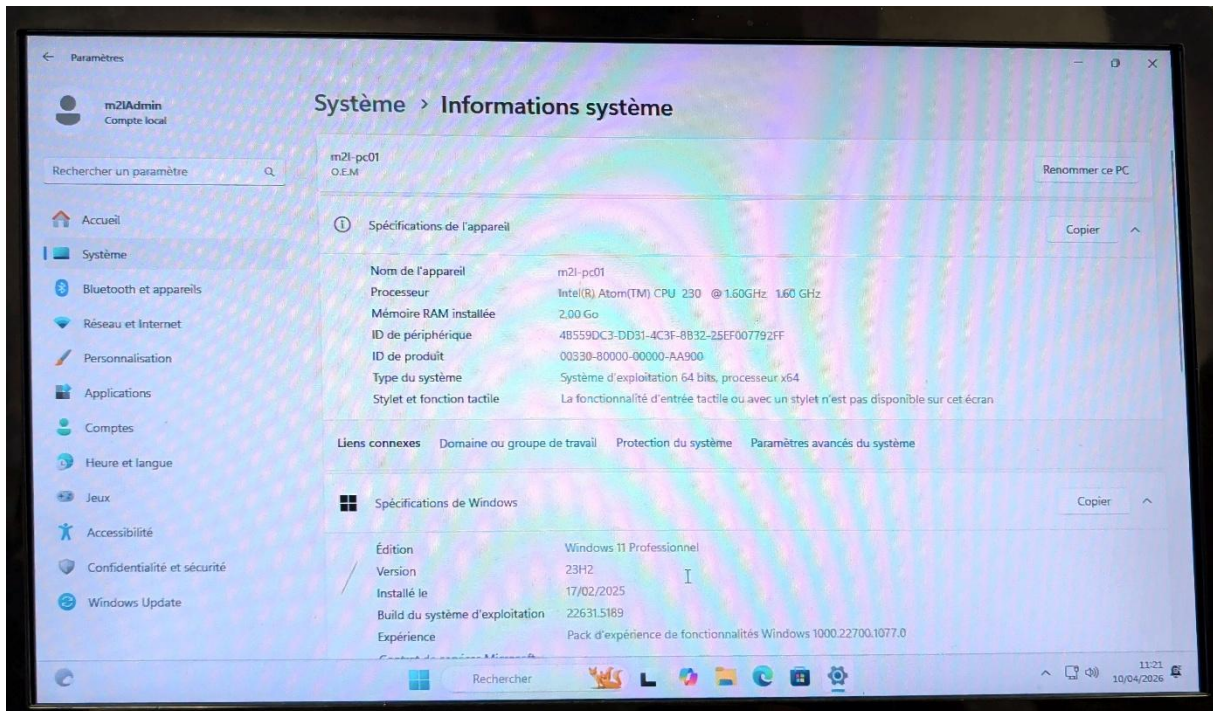 Paramètres
m2lAdmin
Compte local
Rechercher un paramètre
Accueil
Système
Bluetooth et appareils
Réseau et Internet
Personnalisation
Applications
Comptes
Heure et langue
Jeux
Accessibilité
Confidentialité et sécurité
Windows Update
Système > Informations système
m2l-pc01
O.E.M
Renommer ce PC
Spécifications de l'appareil
Copier
Nom de l'appareil m2l-pc01
Processeur Intel(R) Atom(TM) CPU 230 @ 1.60GHz 1.60 GHz
Mémoire RAM installée 2,00 Go
ID de périphérique 4B559DC3-DD31-4C3F-8B32-25EF007792FF
ID de produit 00330-80000-00000-AA900
Type du système Système d'exploitation 64 bits, processeur x64
Stylet et fonction tactile La fonctionnalité d'entrée tactile ou avec un stylet n'est pas disponible sur cet écran
Liens connexes Domaine ou groupe de travail Protection du système Paramètres avancés du système
Spécifications de Windows
Copier
Édition Windows 11 Professionnel
Version 23H2
Installé le 17/02/2025
Build du système d'exploitation 22631.5189
Expérience Pack d'expérience de fonctionnalités Windows 1000.22700.1077.0
Rechercher
11:21
10/04/2026